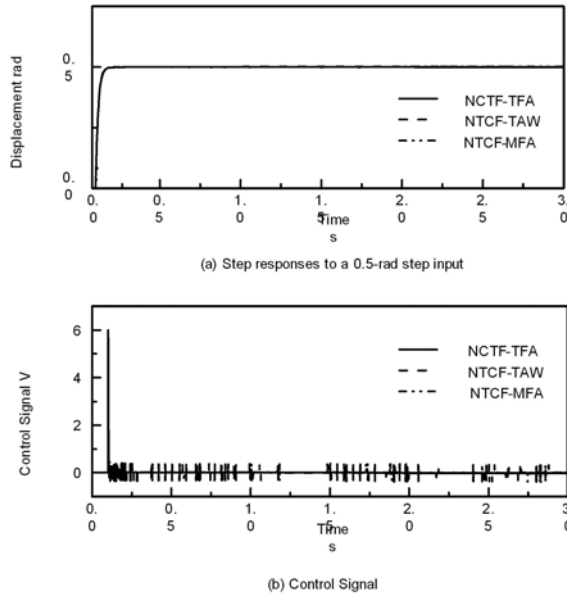 Displacement rad
0.
5
0.
0
NCTF-TFA
NTCF-TAW
NTCF-MFA
0.
0
0.
5
1.
0
1.
5
2.
0
2.
5
3.
0
Time
s
(a) Step responses to a 0.5-rad step input
Control Signal V
6
4
2
0
NCTF-TFA
NTCF-TAW
NTCF-MFA
0.
0
0.
5
1.
0
1.
5
2.
0
2.
5
3.
0
Time
s
(b) Control Signal